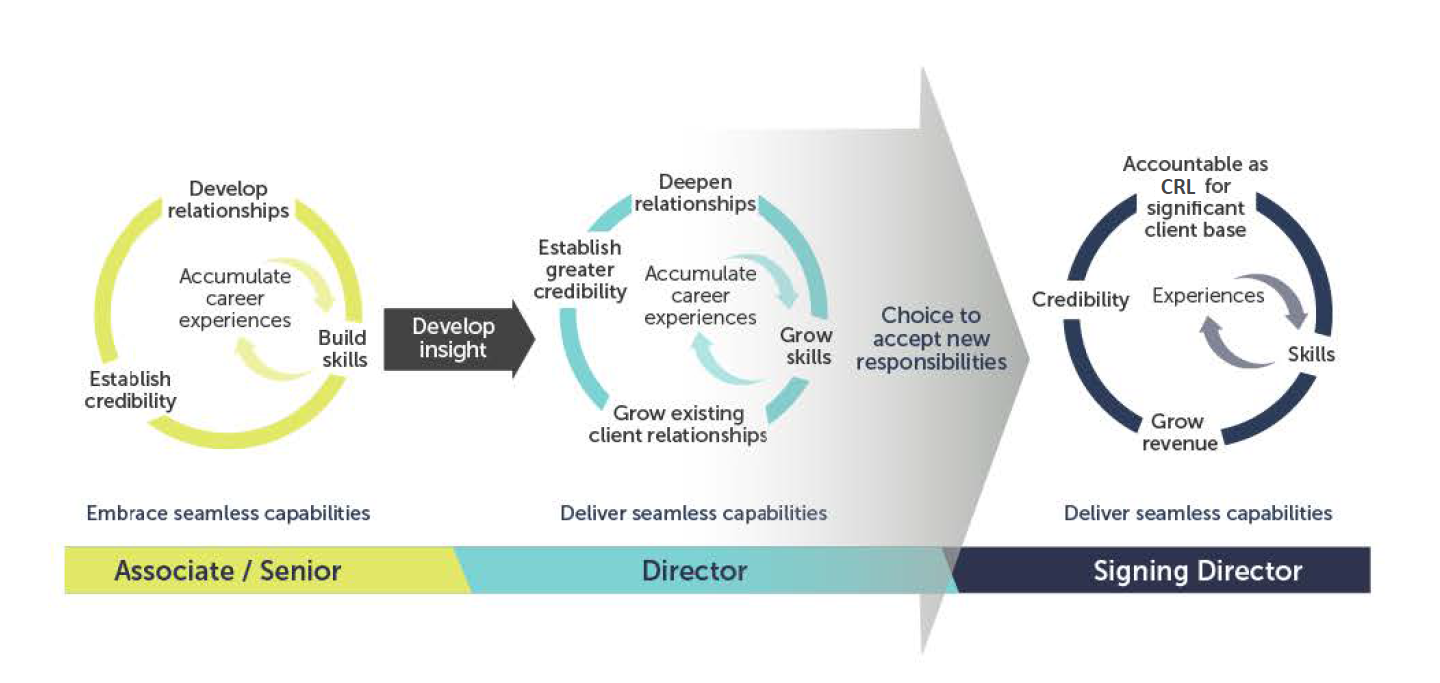 Develop
relationships
Accumulate
career
experiences
Build
skills
Establish
credibility
Embrace seamless capabilities
Associate / Senior
Develop
insight
Deepen
relationships
Establish
greater
credibility
Accumulate
career
experiences
Grow
skills
Grow existing
client relationships
Deliver seamless capabilities
Director
Choice to
accept new
responsibilities
Accountable as
CRL for
significant
client base
Credibility
Experiences
Skills
Grow
revenue
Deliver seamless capabilities
Signing Director